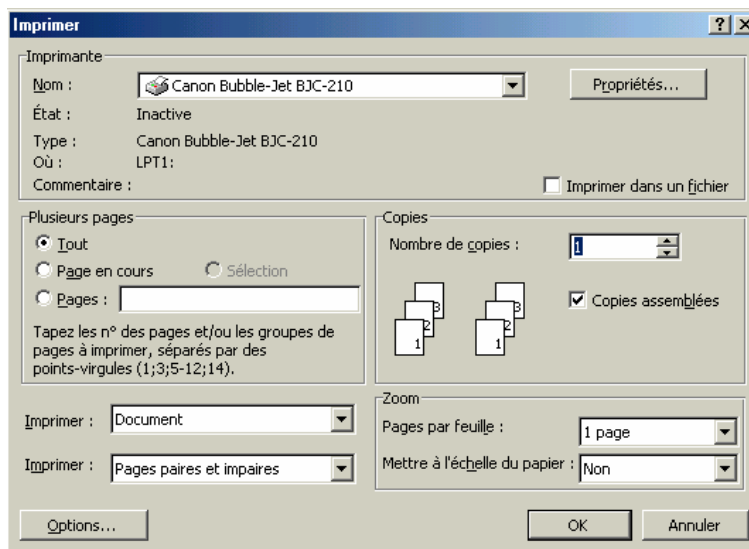 Imprimer
Imprimante
Nom : Canon Bubble-Jet BJC-210 Propriétés...
État : Inactive
Type : Canon Bubble-Jet BJC-210
Où : LPT1:
Commentaire : Imprimer dans un fichier
Plusieurs pages
Tout
Page en cours Sélection
Pages :
Tapez les n° des pages et/ou les groupes de
pages à imprimer, séparés par des
points-virgules (1;3;5-12;14).
Copies
Nombre de copies : 1
3 3
2 2
1 1
Copies assemblées
Imprimer : Document
Imprimer : Pages paires et impaires
Zoom
Pages par feuille : 1 page
Mettre à l'échelle du papier : Non
Options... OK Annuler